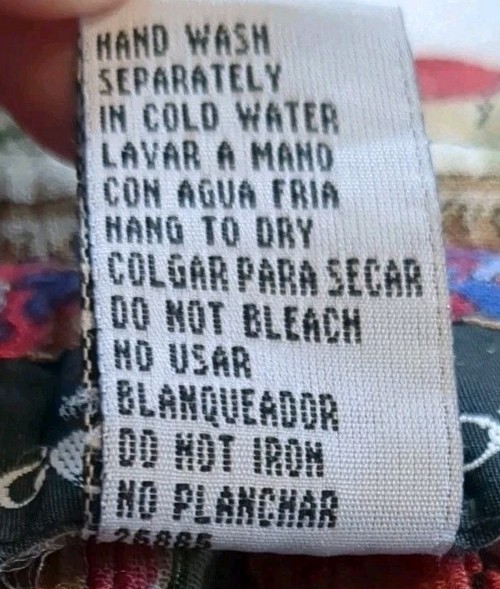 HAND WASH
SEPARATELY
IN COLD WATER
LAVAR A MANO
CON AGUA FRIA
HANG TO DRY
COLGAR PARA SECAR
DO NOT BLEACH
NO USAR
BLANQUEADOR
DO NOT IRON
NO PLANCHAR